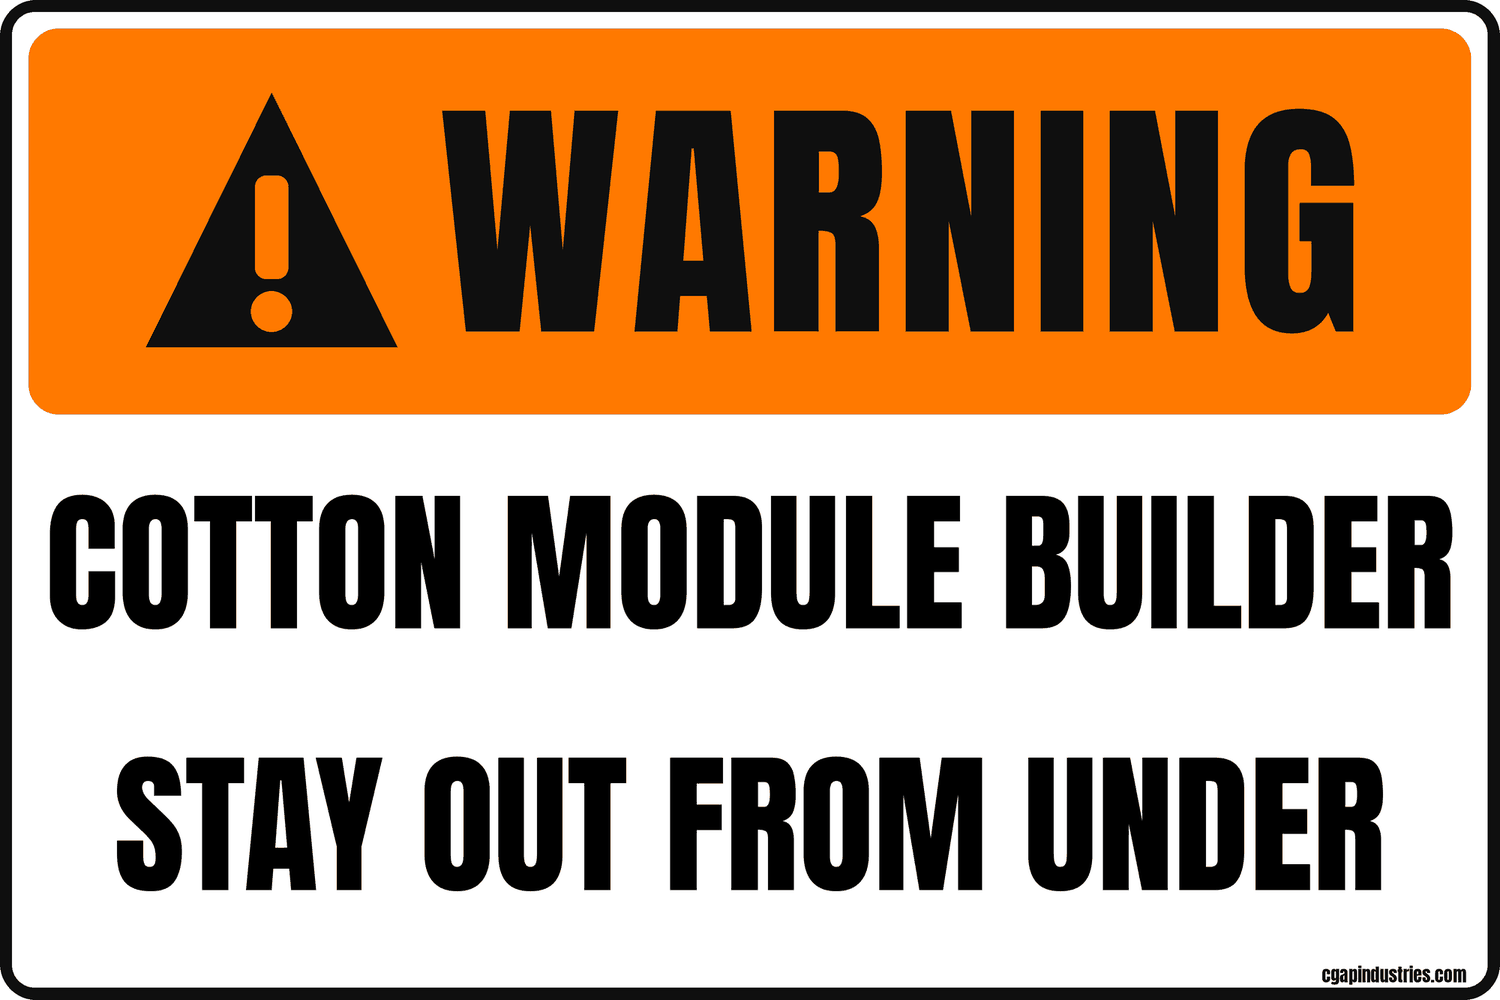 WARNING
COTTON MODULE BUILDER
STAY OUT FROM UNDER
cgapindustries.com